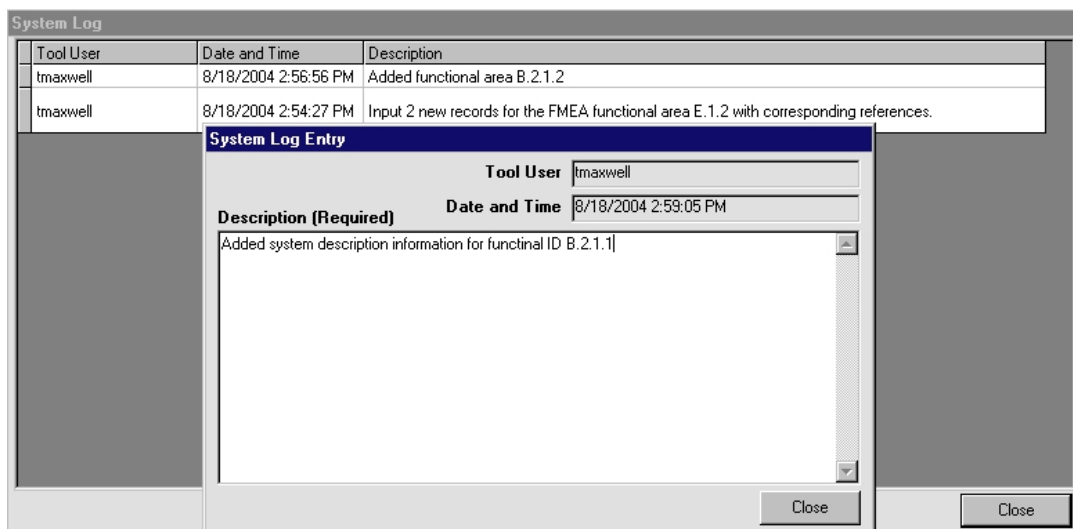 System Log
Tool User Date and Time Description
tmaxwell 8/18/2004 2:56:56 PM Added functional area B.2.1.2
tmaxwell 8/18/2004 2:54:27 PM Input 2 new records for the FMEA functional area E.1.2 with corresponding references.
System Log Entry
Tool User tmaxwell
Date and Time 8/18/2004 2:59:05 PM
Description (Required)
Added system description information for functinal ID B.2.1.1
Close
Close